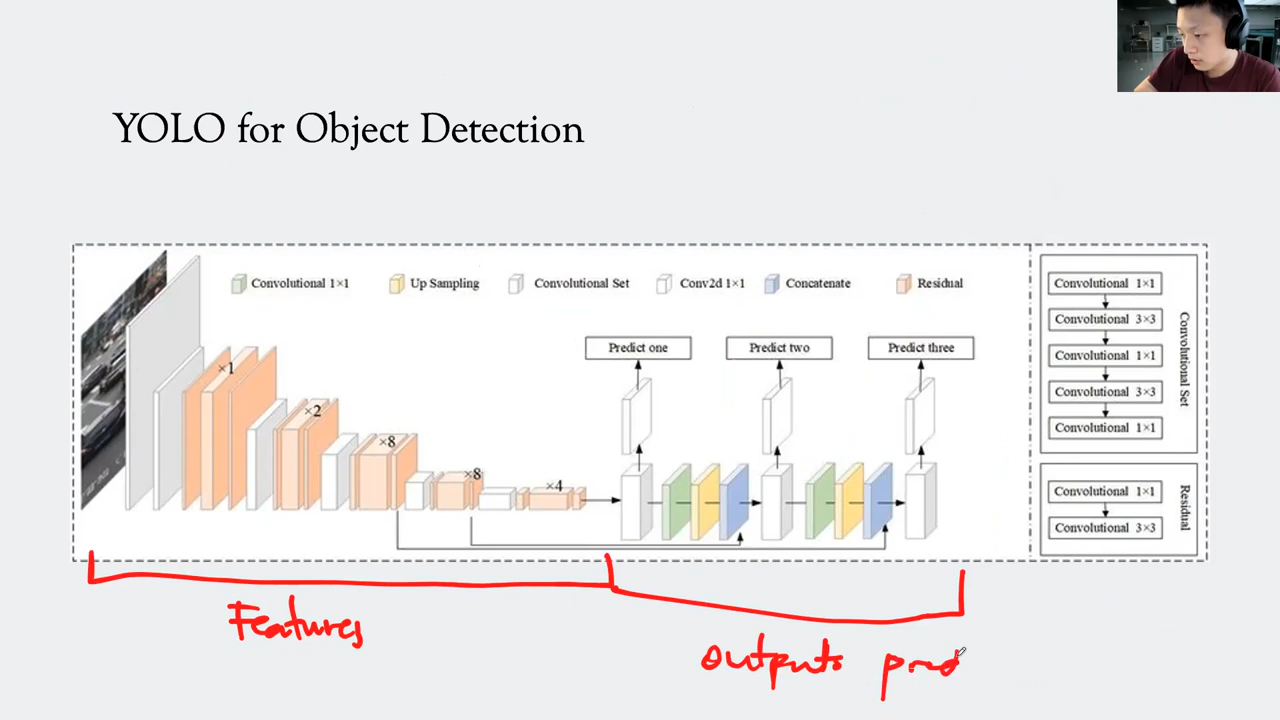 YOLO for Object Detection
Convolutional 1×1
Up Sampling
Convolutional Set
Conv2d 1×1
Concatenate
Residual
Predict one
Predict two
Predict three
×1
×2
×8
×8
×4
Convolutional 1×1
Convolutional 3×3
Convolutional 1×1
Convolutional 3×3
Convolutional 1×1
Convolutional Set
Convolutional 1×1
Convolutional 3×3
Residual
Features
outputs pred